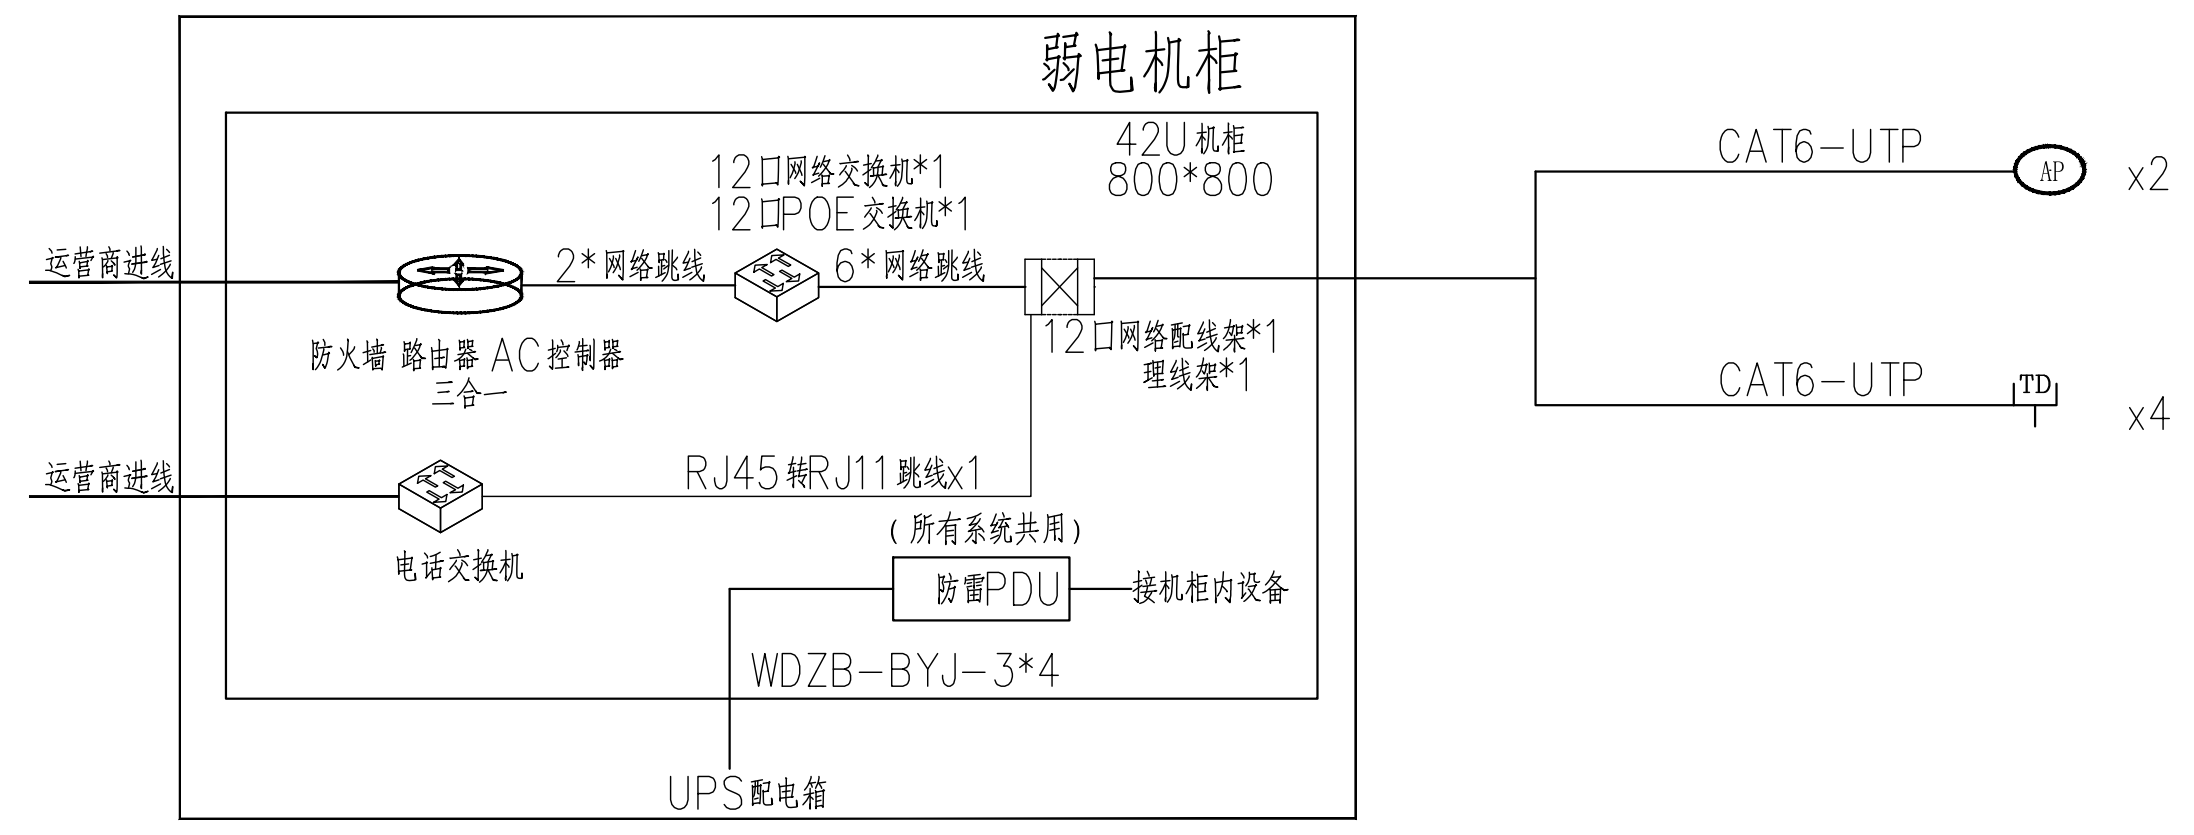 弱电机柜
42U机柜
800*800
12口网络交换机*1
12口POE交换机*1
运营商进线
2*网络跳线
6*网络跳线
防火墙 路由器 AC控制器
三合一
12口网络配线架*1
理线架*1
CAT6-UTP
AP
x2
CAT6-UTP
TD
x4
运营商进线
RJ45转RJ11跳线x1
电话交换机
(所有系统共用)
防雷PDU
接机柜内设备
WDZB-BYJ-3*4
UPS配电箱